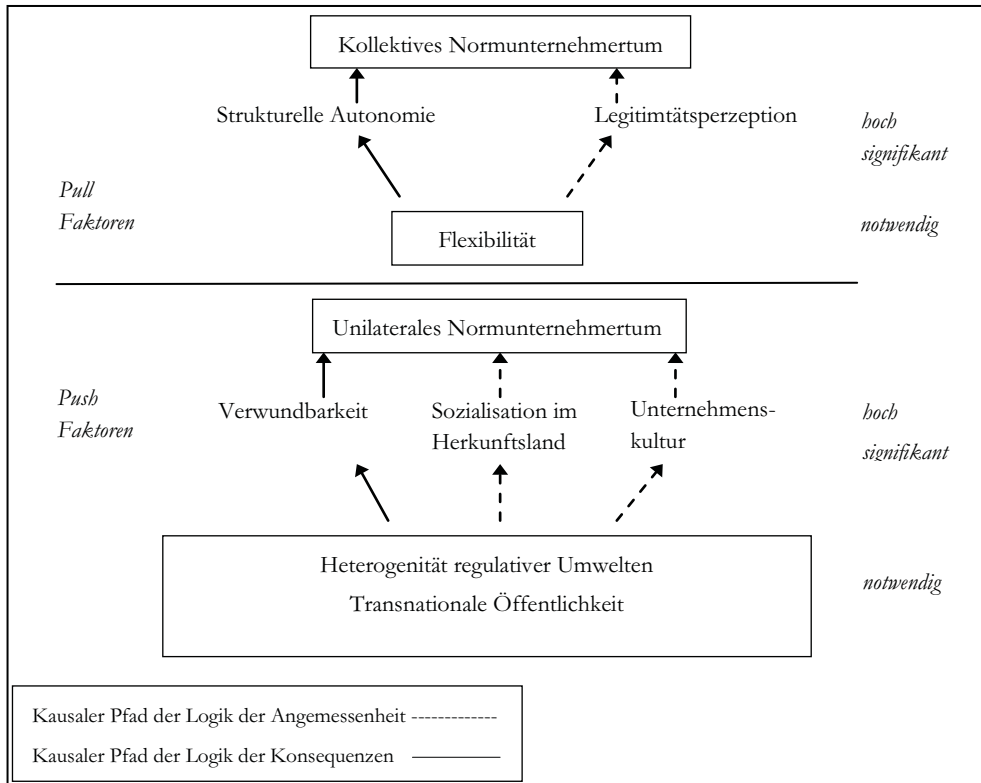 Kollektives Normunternehmertum
Strukturelle Autonomie
Legitimtätsperzeption
hoch
signifikant
Pull
Faktoren
Flexibilität
notwendig
Unilaterales Normunternehmertum
Push
Faktoren
Verwundbarkeit
Sozialisation im
Herkunftsland
Unternehmens-
kultur
hoch
signifikant
Heterogenität regulativer Umwelten
Transnationale Öffentlichkeit
notwendig
Kausaler Pfad der Logik der Angemessenheit -------------
Kausaler Pfad der Logik der Konsequenzen